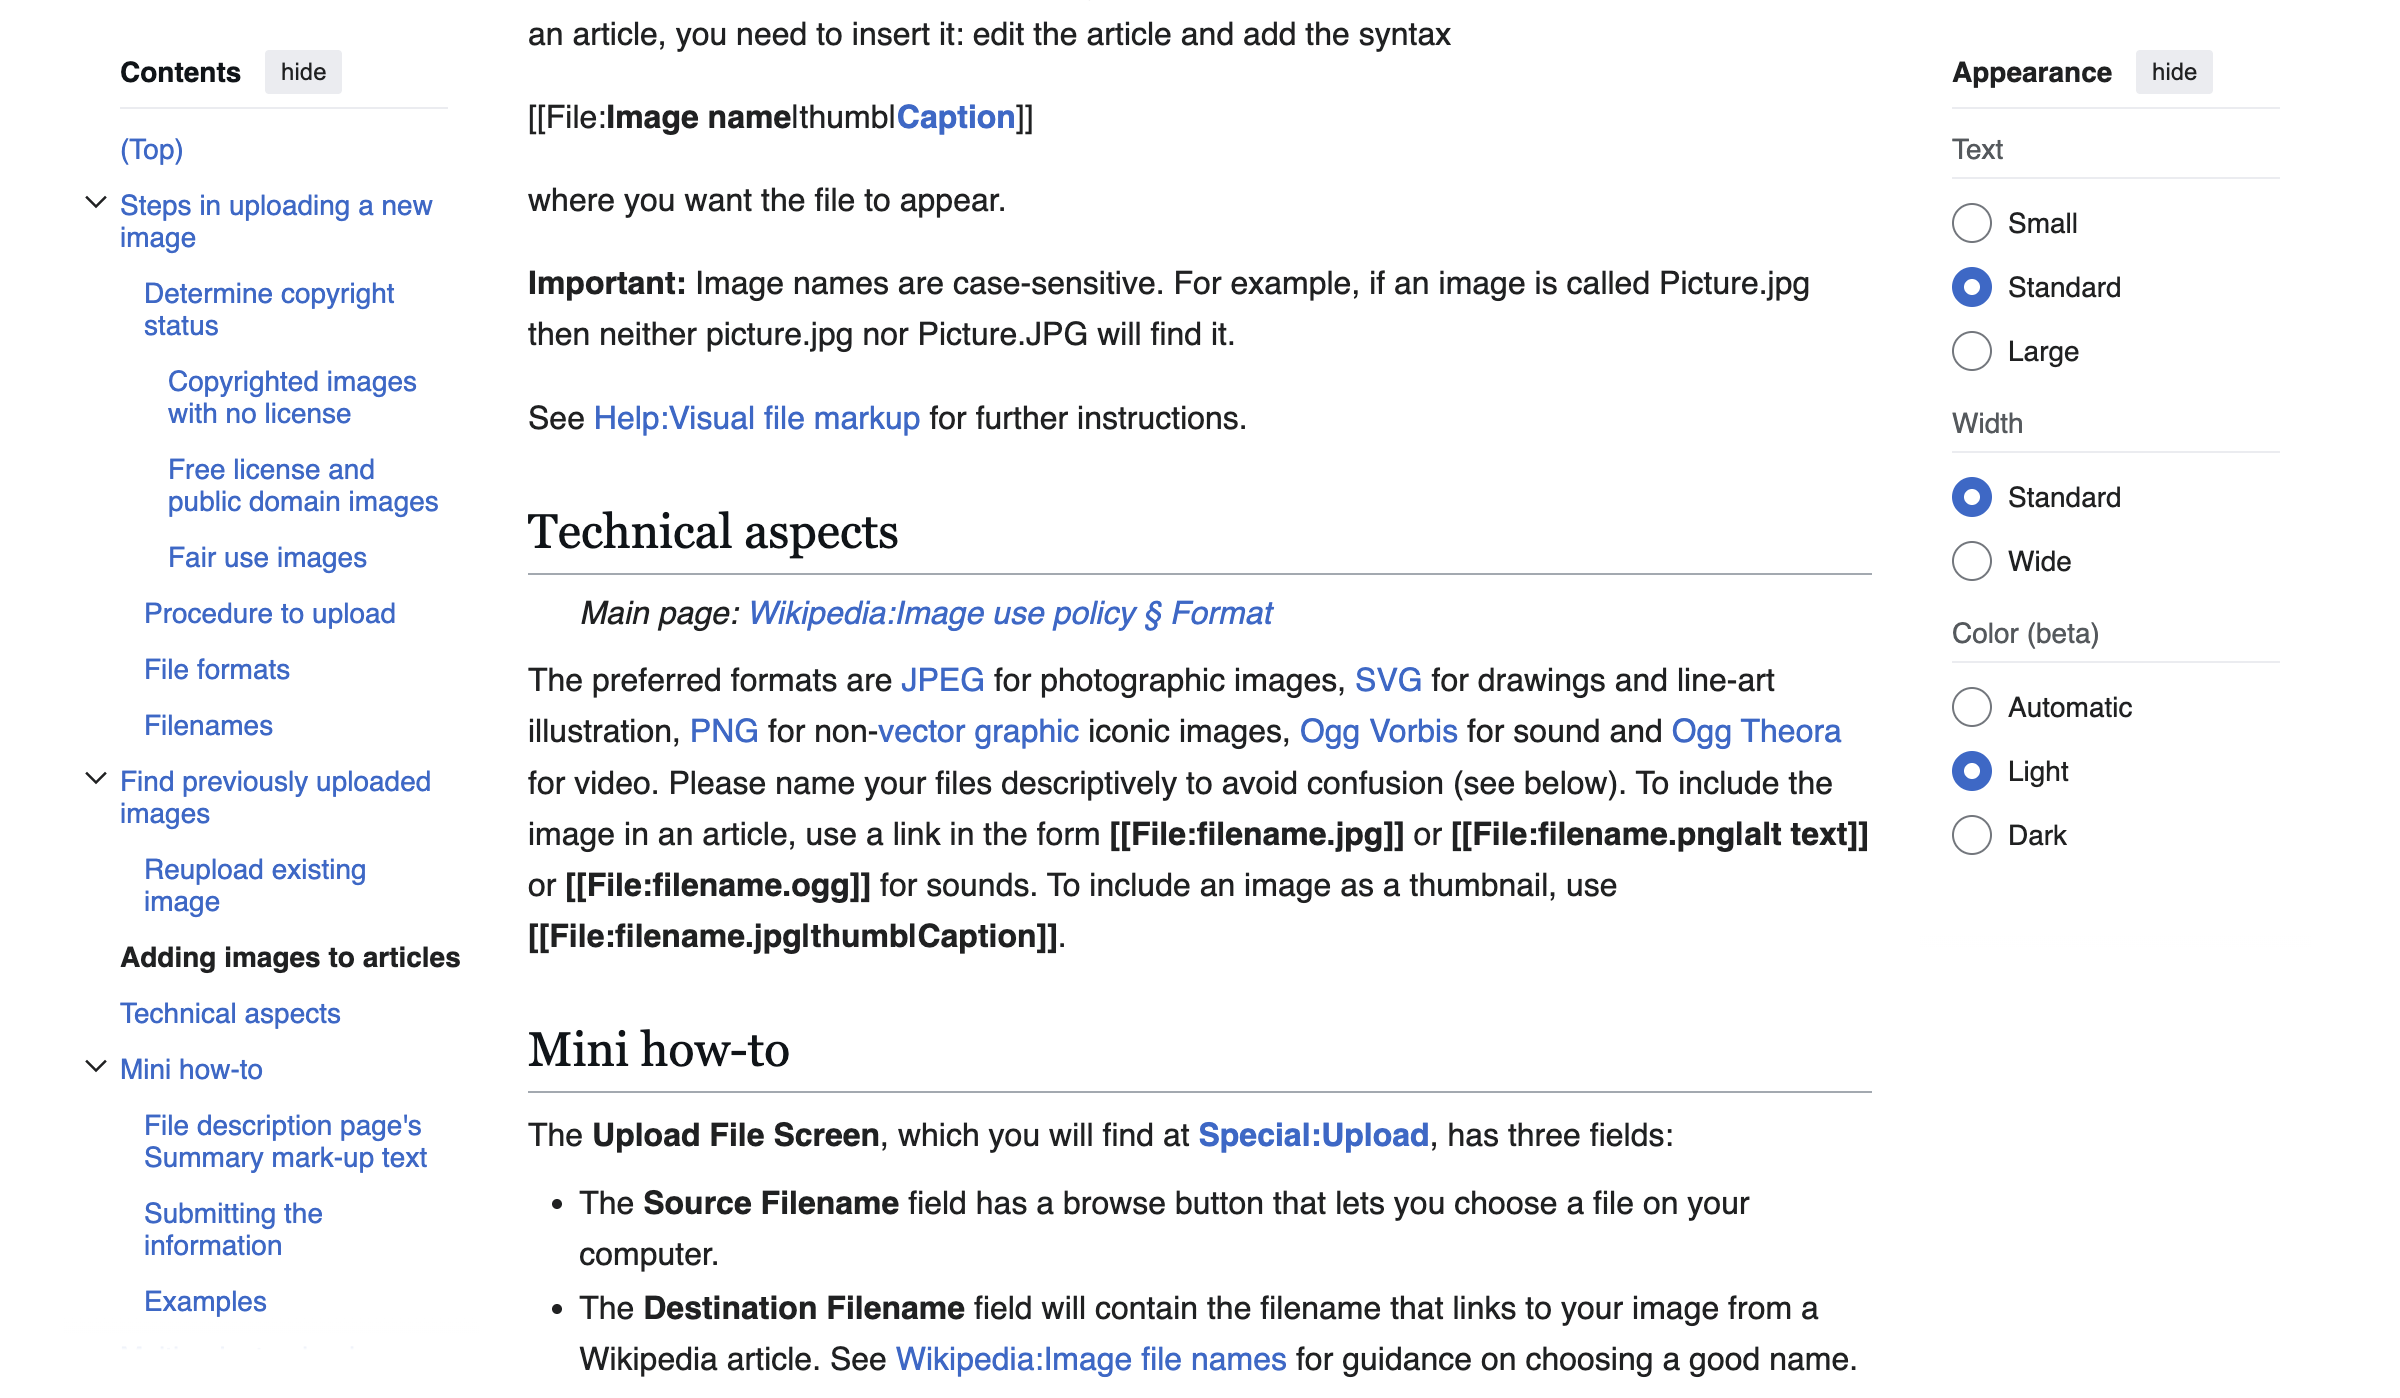 Contents hide
(Top)
Steps in uploading a new
image
Determine copyright
status
Copyrighted images
with no license
Free license and
public domain images
Fair use images
Procedure to upload
File formats
Filenames
Find previously uploaded
images
Reupload existing
image
Adding images to articles
Technical aspects
Mini how-to
File description page's
Summary mark-up text
Submitting the
information
Examples
an article, you need to insert it: edit the article and add the syntax
[[File:Image name|thumb|Caption]]
where you want the file to appear.
Important: Image names are case-sensitive. For example, if an image is called Picture.jpg
then neither picture.jpg nor Picture.JPG will find it.
See Help:Visual file markup for further instructions.
Technical aspects
Main page: Wikipedia:Image use policy § Format
The preferred formats are JPEG for photographic images, SVG for drawings and line-art
illustration, PNG for non-vector graphic iconic images, Ogg Vorbis for sound and Ogg Theora
for video. Please name your files descriptively to avoid confusion (see below). To include the
image in an article, use a link in the form [[File:filename.jpg]] or [[File:filename.png|alt text]]
or [[File:filename.ogg]] for sounds. To include an image as a thumbnail, use
[[File:filename.jpg|thumb|Caption]].
Mini how-to
The Upload File Screen, which you will find at Special:Upload, has three fields:
• The Source Filename field has a browse button that lets you choose a file on your
computer.
• The Destination Filename field will contain the filename that links to your image from a
Wikipedia article. See Wikipedia:Image file names for guidance on choosing a good name.
Appearance hide
Text
Small
Standard
Large
Width
Standard
Wide
Color (beta)
Automatic
Light
Dark